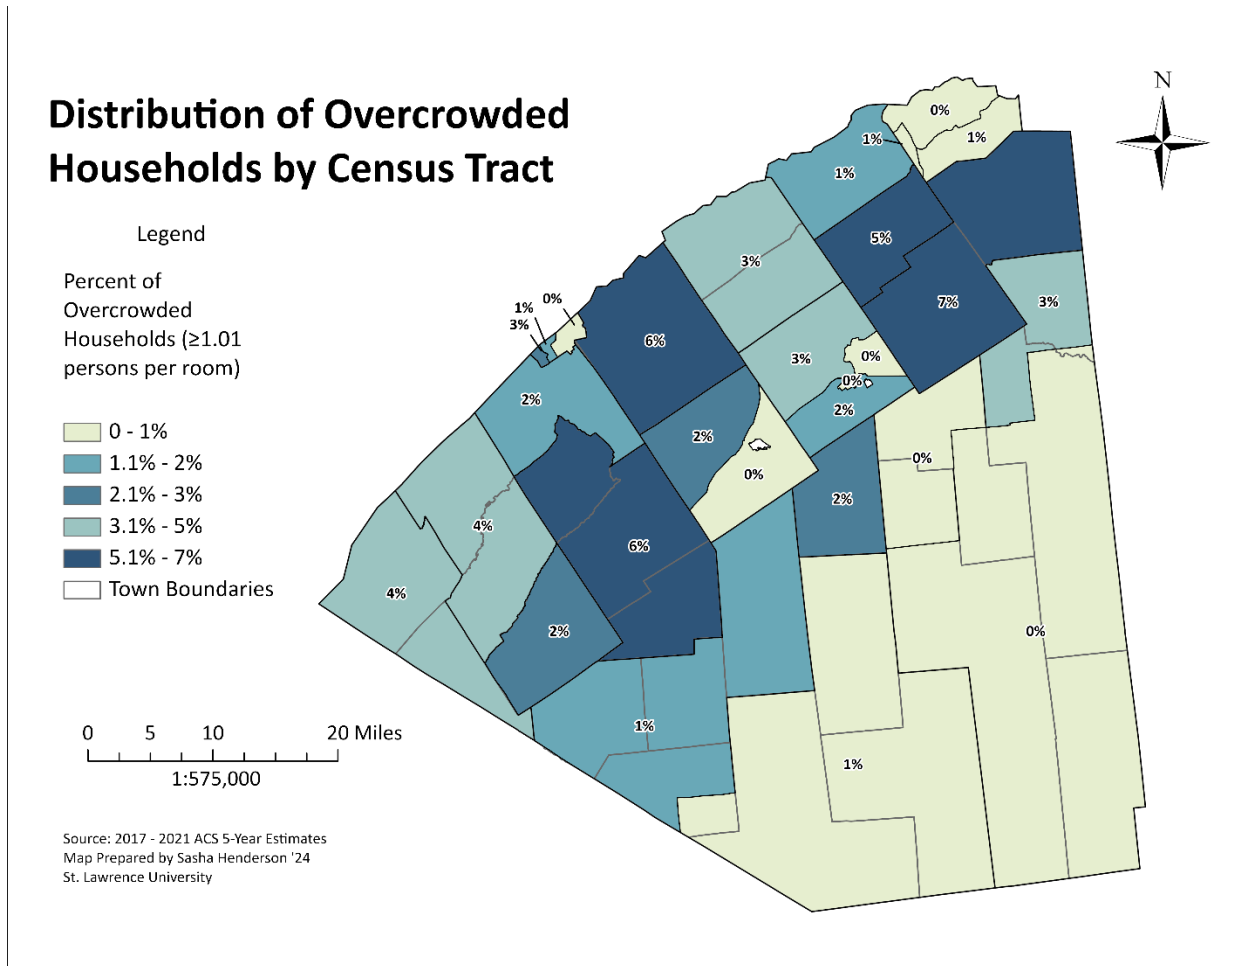 Distribution of Overcrowded
Households by Census Tract
N
Legend
Percent of
Overcrowded
Households (≥1.01
persons per room)
0 - 1%
1.1% - 2%
2.1% - 3%
3.1% - 5%
5.1% - 7%
Town Boundaries
0%
1%
1%
1%
5%
3%
7%
3%
0%
1%
3%
6%
3%
0%
0%
2%
2%
2%
0%
0%
2%
4%
6%
4%
2%
0%
1%
1%
0 5 10 20 Miles
1:575,000
Source: 2017 - 2021 ACS 5-Year Estimates
Map Prepared by Sasha Henderson '24
St. Lawrence University